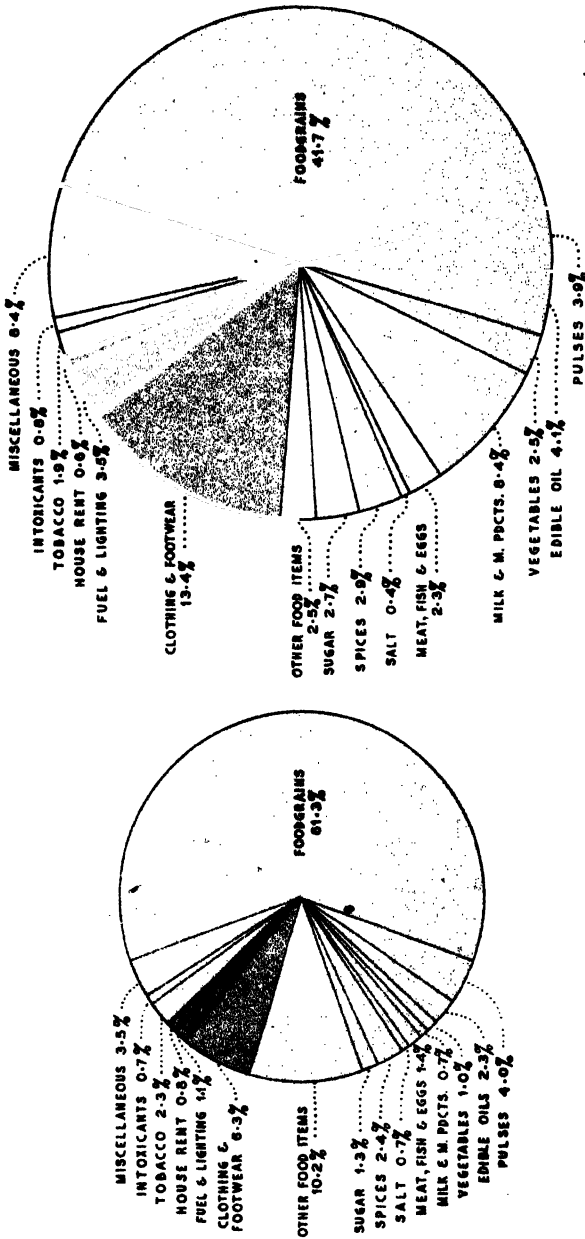 MISCELLANEOUS 3·5%
INTOXICANTS 0·7%
TOBACCO 2·3%
HOUSE RENT 0·8%
FUEL & LIGHTING 1·1%
CLOTHING &
FOOTWEAR 6·3%
OTHER FOOD ITEMS
10·2%
SUGAR 1·3%
SPICES 2·4%
SALT 0·7%
MEAT, FISH & EGGS 1·4%
MILK & M. PDCTS. 0·7%
VEGETABLES 1·0%
EDIBLE OILS 2·3%
PULSES 4·0%
FOODGRAINS
61·3%
MISCELLANEOUS 8·4%
INTOXICANTS 0·8%
TOBACCO 1·9%
HOUSE RENT 0·6%
FUEL & LIGHTING 3·5%
CLOTHING & FOOTWEAR
13·4%
OTHER FOOD ITEMS
2·5%
SUGAR 2·7%
SPICES 2·9%
SALT 0·4%
MEAT, FISH & EGGS
2·3%
MILK & M. PDCTS. 8·4%
VEGETABLES 2·5%
EDIBLE OIL 4·1%
PULSES 3·9%
FOODGRAINS
41·7%